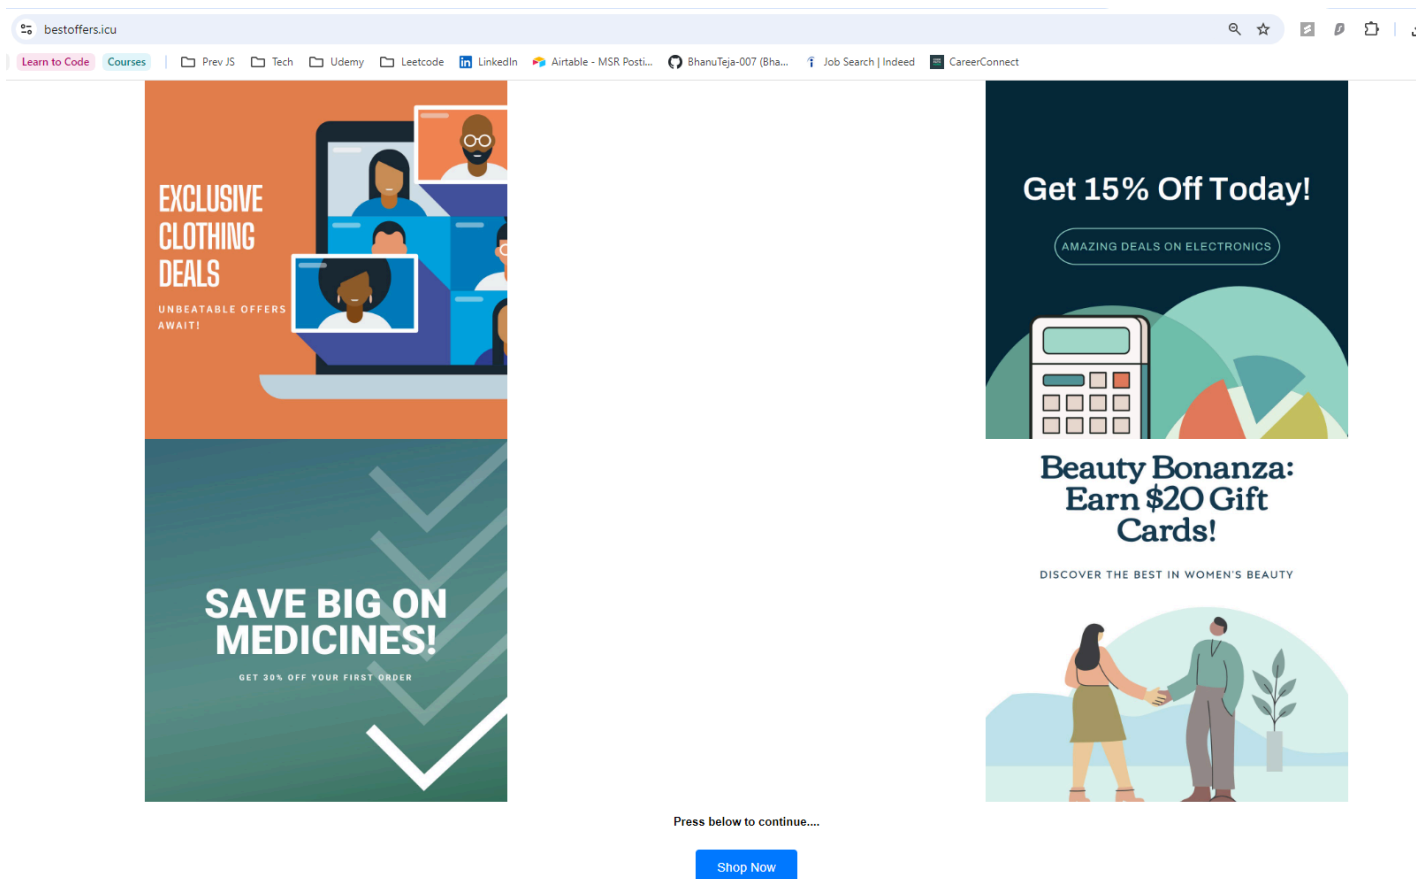 bestoffers.icu
Learn to Code Courses Prev JS Tech Udemy Leetcode LinkedIn Airtable - MSR Posti... BhanuTeja-007 (Bha... Job Search | Indeed CareerConnect
EXCLUSIVE
CLOTHING
DEALS
UNBEATABLE OFFERS
AWAIT!
Get 15% Off Today!
AMAZING DEALS ON ELECTRONICS
SAVE BIG ON
MEDICINES!
GET 30% OFF YOUR FIRST ORDER
Beauty Bonanza:
Earn $20 Gift
Cards!
DISCOVER THE BEST IN WOMEN'S BEAUTY
Press below to continue....
Shop Now